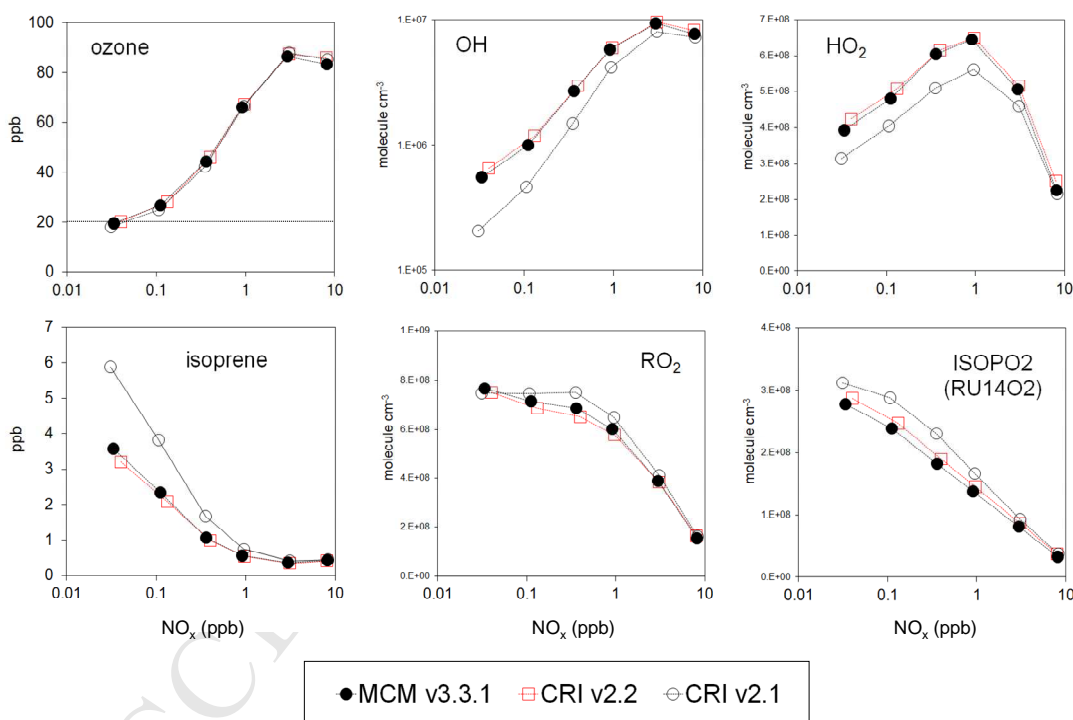 ozone
100
80
60
40
20
0
ppb
0.01 0.1 1 10
OH
1.E+07
1.E+06
1.E+05
molecule cm-3
0.01 0.1 1 10
HO2
7.E+08
6.E+08
5.E+08
4.E+08
3.E+08
2.E+08
1.E+08
0.E+00
molecule cm-3
0.01 0.1 1 10
isoprene
7
6
5
4
3
2
1
0
ppb
0.01 0.1 1 10
NOx (ppb)
RO2
1.E+09
8.E+08
6.E+08
4.E+08
2.E+08
0.E+00
molecule cm-3
0.01 0.1 1 10
NOx (ppb)
ISOPO2
(RU14O2)
4.E+08
3.E+08
2.E+08
1.E+08
0.E+00
molecule cm-3
0.01 0.1 1 10
NOx (ppb)
MCM v3.3.1 CRI v2.2 CRI v2.1